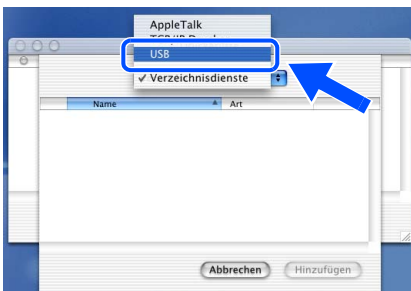 AppleTalk
USB
✓ Verzeichnisdienste
Name Art
Abbrechen Hinzufügen